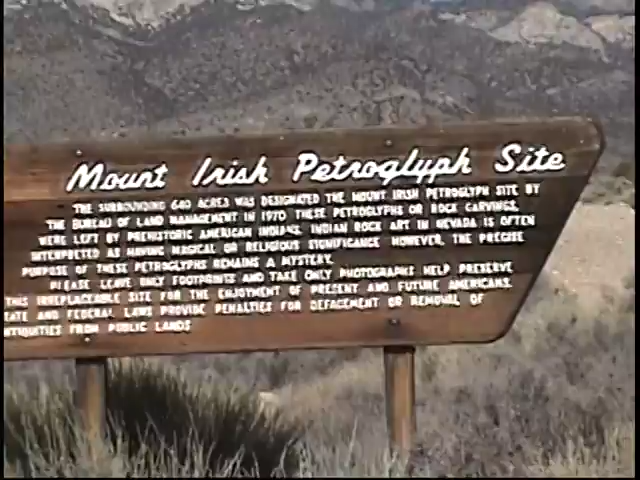 Mount Irish Petroglyph Site
THE SURROUNDING 640 ACRES WAS DESIGNATED THE MOUNT IRISH PETROGLYPH SITE BY
THE BUREAU OF LAND MANAGEMENT IN 1970 THESE PETROGLYPHS OR ROCK CARVINGS,
WERE LEFT BY PREHISTORIC AMERICAN INDIANS. INDIAN ROCK ART IN NEVADA IS OFTEN
INTERPRETED AS HAVING MAGICAL OR RELIGIOUS SIGNIFICANCE HOWEVER, THE PRECISE
PURPOSE OF THESE PETROGLYPHS REMAINS A MYSTERY.
PLEASE LEAVE ONLY FOOTPRINTS AND TAKE ONLY PHOTOGRAPHS HELP PRESERVE
THIS IRREPLACEABLE SITE FOR THE ENJOYMENT OF PRESENT AND FUTURE AMERICANS.
TATE AND FEDERAL LAWS PROVIDE PENALTIES FOR DEFACEMENT OR REMOVAL OF
NTIQUITIES FROM PUBLIC LANDS